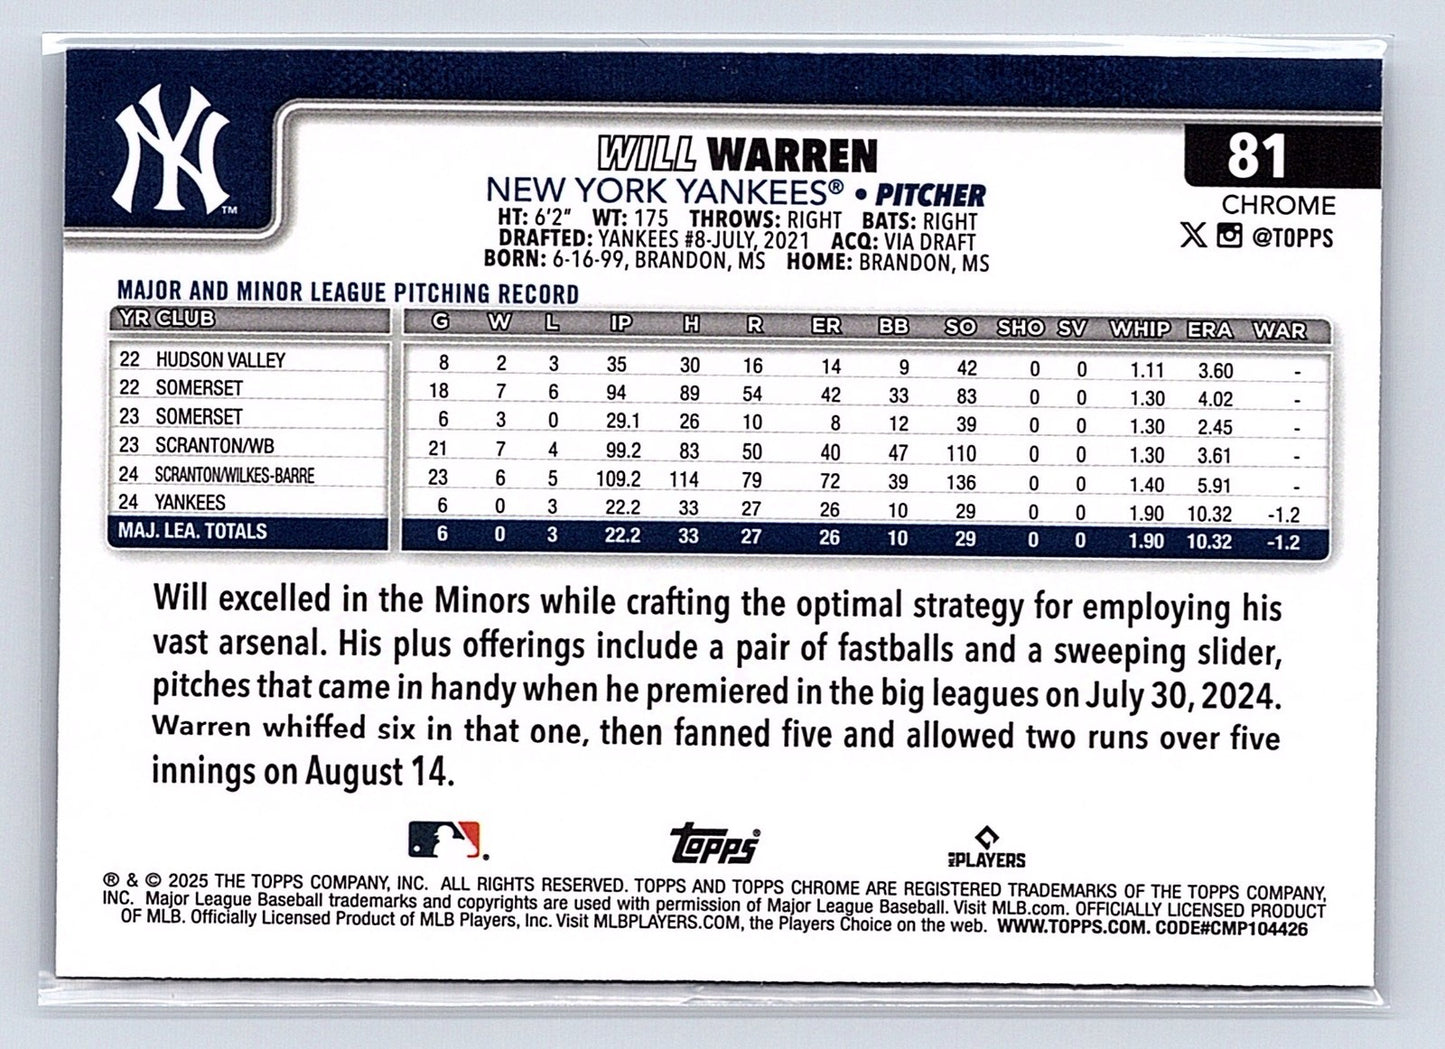 NY
™
WILL WARREN
81
NEW YORK YANKEES® • PITCHER
CHROME
HT: 6'2" WT: 175 THROWS: RIGHT BATS: RIGHT
@TOPPS
DRAFTED: YANKEES #8-JULY, 2021 ACQ: VIA DRAFT
BORN: 6-16-99, BRANDON, MS HOME: BRANDON, MS
MAJOR AND MINOR LEAGUE PITCHING RECORD
YR CLUB G W L IP H R ER BB SO SHO SV WHIP ERA WAR
22 HUDSON VALLEY 8 2 3 35 30 16 14 9 42 0 0 1.11 3.60 -
22 SOMERSET 18 7 6 94 89 54 42 33 83 0 0 1.30 4.02 -
23 SOMERSET 6 3 0 29.1 26 10 8 12 39 0 0 1.30 2.45 -
23 SCRANTON/WB 21 7 4 99.2 83 50 40 47 110 0 0 1.30 3.61 -
24 SCRANTON/WILKES-BARRE 23 6 5 109.2 114 79 72 39 136 0 0 1.40 5.91 -
24 YANKEES 6 0 3 22.2 33 27 26 10 29 0 0 1.90 10.32 -1.2
MAJ. LEA. TOTALS 6 0 3 22.2 33 27 26 10 29 0 0 1.90 10.32 -1.2
Will excelled in the Minors while crafting the optimal strategy for employing his
vast arsenal. His plus offerings include a pair of fastballs and a sweeping slider,
pitches that came in handy when he premiered in the big leagues on July 30, 2024.
Warren whiffed six in that one, then fanned five and allowed two runs over five
innings on August 14.
Topps®
MLB PLAYERS
® & © 2025 THE TOPPS COMPANY, INC. ALL RIGHTS RESERVED. TOPPS AND TOPPS CHROME ARE REGISTERED TRADEMARKS OF THE TOPPS COMPANY,
INC. Major League Baseball trademarks and copyrights are used with permission of Major League Baseball. Visit MLB.com. OFFICIALLY LICENSED PRODUCT
OF MLB. Officially Licensed Product of MLB Players, Inc. Visit MLBPLAYERS.COM, the Players Choice on the web. WWW.TOPPS.COM. CODE#CMP104426